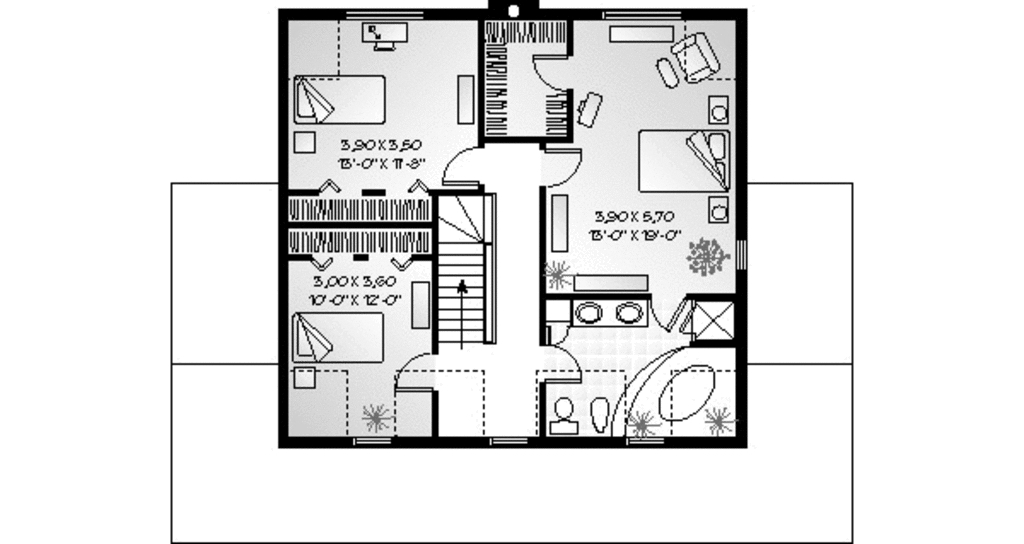 3,90 X 3,50
13'-0" X 11'-8"
3,90 X 5,70
13'-0" X 19'-0"
3,00 X 3,60
10'-0" X 12'-0"